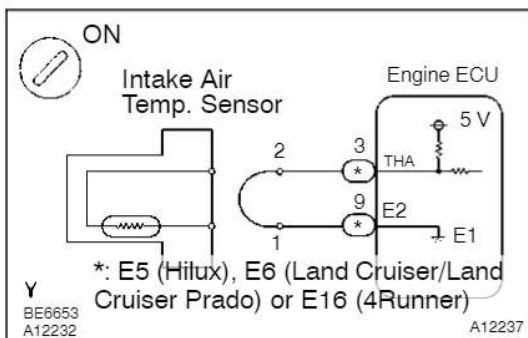 ON
Intake Air
Temp. Sensor
Engine ECU
5 V
2
3
*
THA
9
*
E2
1
E1
*: E5 (Hilux), E6 (Land Cruiser/Land
Cruiser Prado) or E16 (4Runner)
Y
BE6653
A12232
A12237